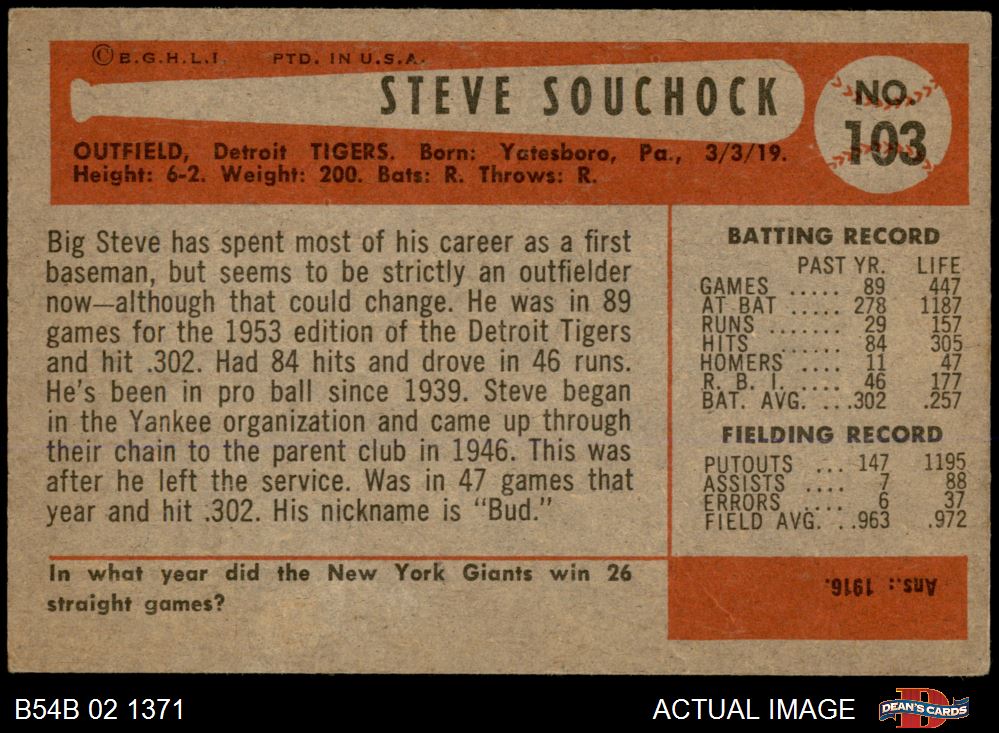 © B.G.H.L.I. PTD. IN U.S.A.
STEVE SOUCHOCK
NO.
103
OUTFIELD, Detroit TIGERS. Born: Yatesboro, Pa., 3/3/19.
Height: 6-2. Weight: 200. Bats: R. Throws: R.
Big Steve has spent most of his career as a first
baseman, but seems to be strictly an outfielder
now—although that could change. He was in 89
games for the 1953 edition of the Detroit Tigers
and hit .302. Had 84 hits and drove in 46 runs.
He's been in pro ball since 1939. Steve began
in the Yankee organization and came up through
their chain to the parent club in 1946. This was
after he left the service. Was in 47 games that
year and hit .302. His nickname is "Bud."
BATTING RECORD
PAST YR. LIFE
GAMES ..... 89 447
AT BAT ..... 278 1187
RUNS ....... 29 157
HITS ...... 84 305
HOMERS .... 11 47
R. B. I. .... 46 177
BAT. AVG. ...302 .257
FIELDING RECORD
PUTOUTS ... 147 1195
ASSISTS .... 7 88
ERRORS .... 6 37
FIELD AVG. ..963 .972
In what year did the New York Giants win 26
straight games?
Ans.: 1916.
B54B 02 1371
ACTUAL IMAGE
D
DEAN'S CARDS